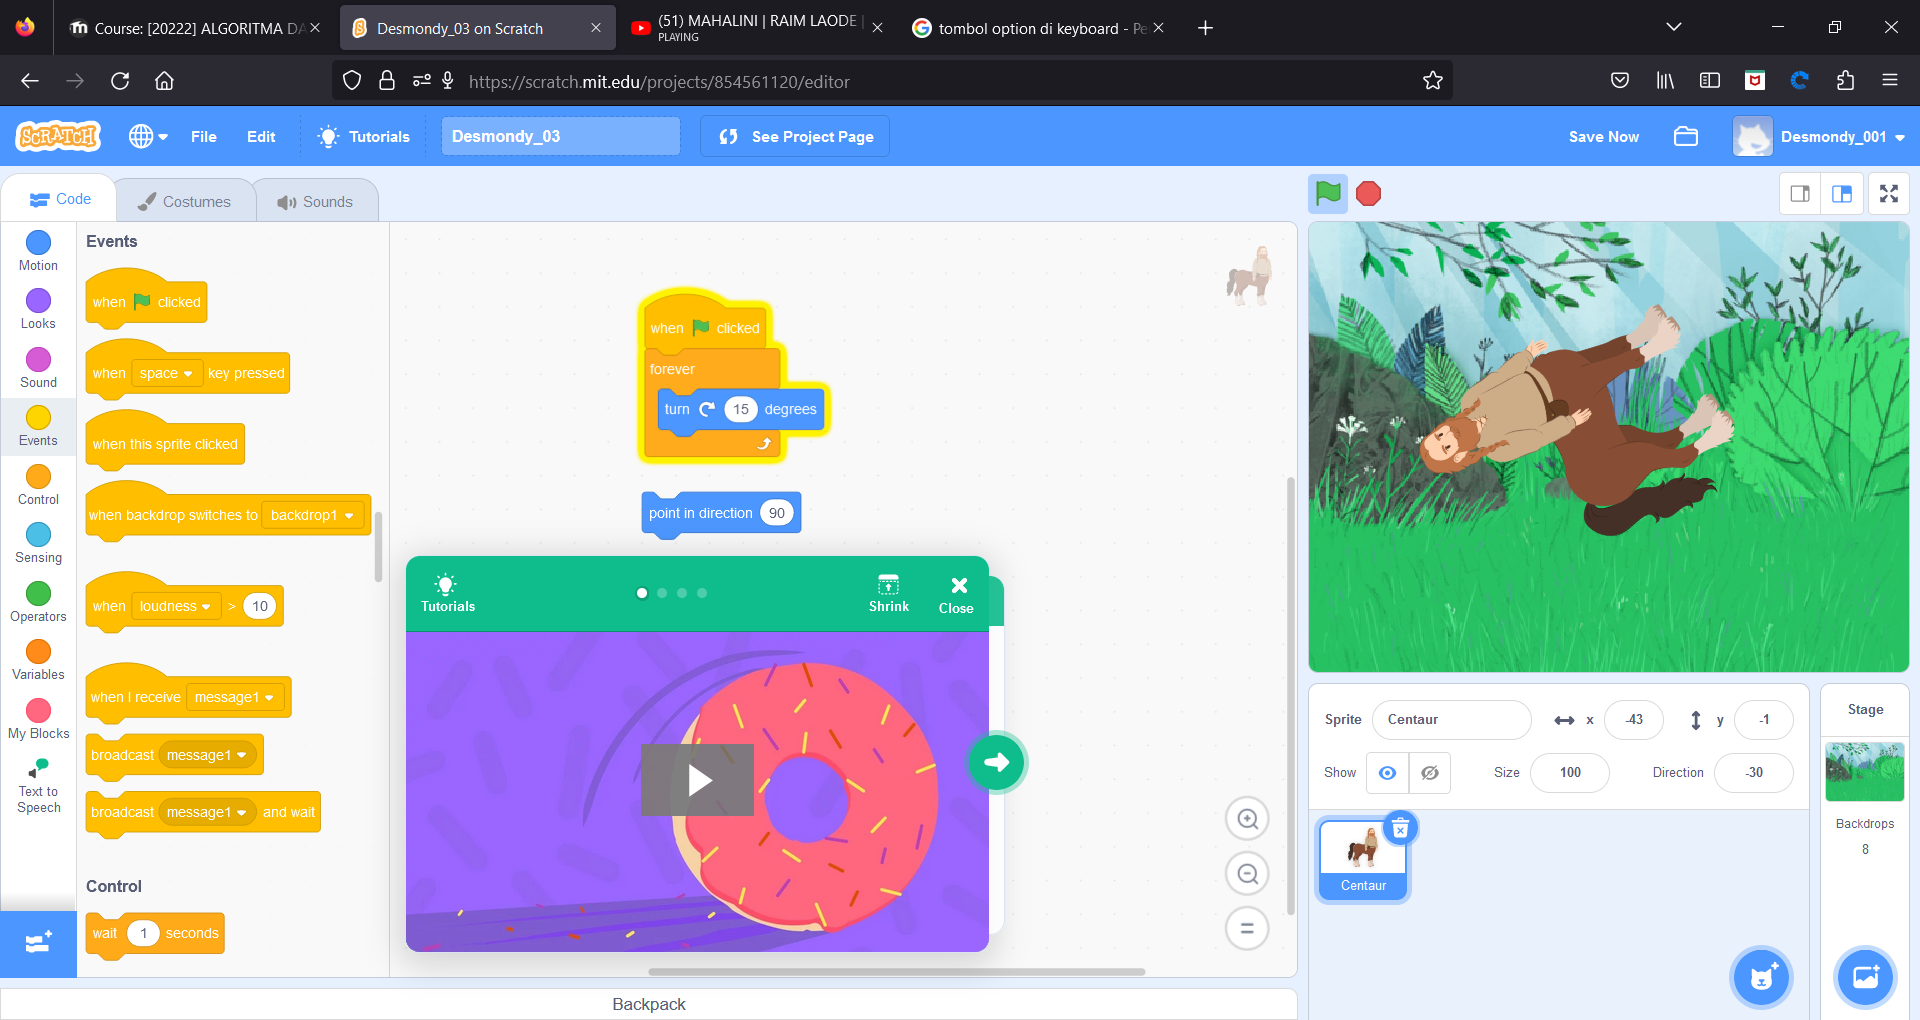 Course: [20222] ALGORITMA DA
Desmondy_03 on Scratch
(51) MAHALINI | RAIM LAODE |
PLAYING
tombol option di keyboard - Pe
https://scratch.mit.edu/projects/854561120/editor
SCRATCH
File
Edit
Tutorials
Desmondy_03
See Project Page
Save Now
Desmondy_001
Code
Costumes
Sounds
Motion
Looks
Sound
Events
Control
Sensing
Operators
Variables
My Blocks
Text to
Speech
Events
when clicked
when space key pressed
when this sprite clicked
when backdrop switches to backdrop1
when loudness > 10
when I receive message1
broadcast message1
broadcast message1 and wait
Control
wait 1 seconds
when clicked
forever
turn 15 degrees
point in direction 90
Tutorials
Shrink
Close
Backpack
Sprite Centaur x -43 y -1
Show Size 100 Direction -30
Centaur
Stage
Backdrops
8